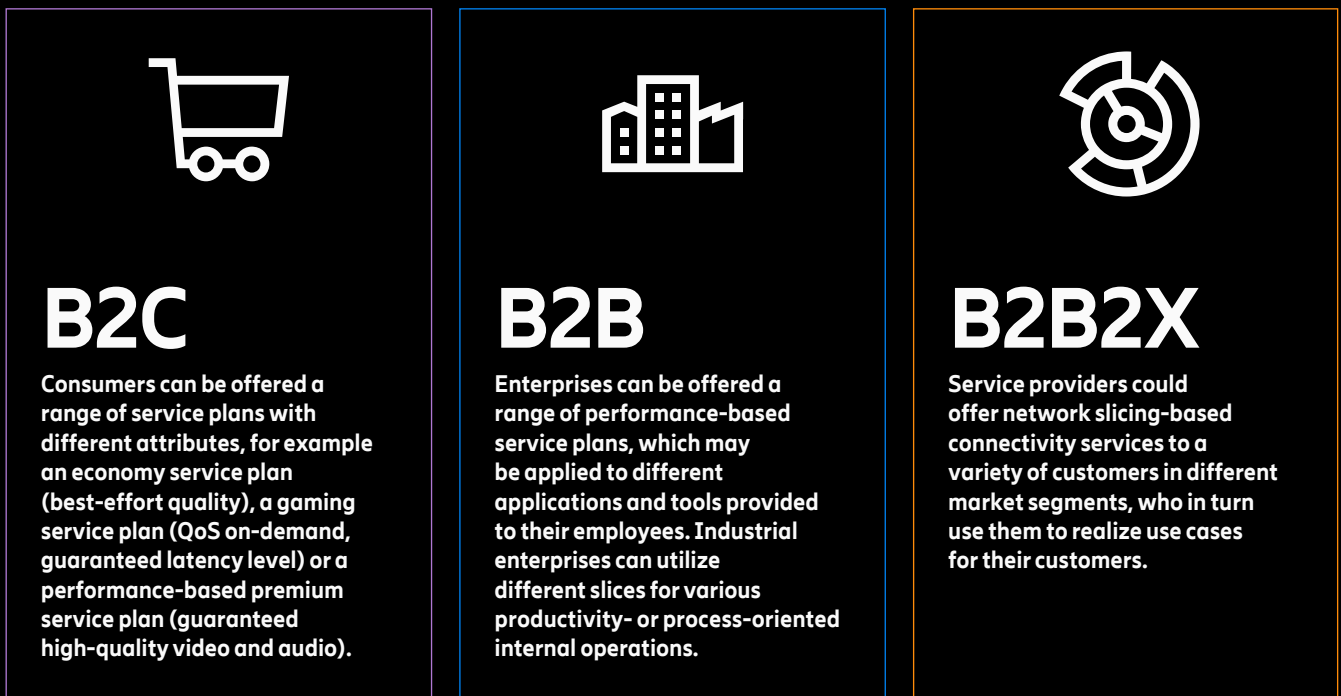 B2C
Consumers can be offered a
range of service plans with
different attributes, for example
an economy service plan
(best-effort quality), a gaming
service plan (QoS on-demand,
guaranteed latency level) or a
performance-based premium
service plan (guaranteed
high-quality video and audio).
B2B
Enterprises can be offered a
range of performance-based
service plans, which may
be applied to different
applications and tools provided
to their employees. Industrial
enterprises can utilize
different slices for various
productivity- or process-oriented
internal operations.
B2B2X
Service providers could
offer network slicing-based
connectivity services to a
variety of customers in different
market segments, who in turn
use them to realize use cases
for their customers.